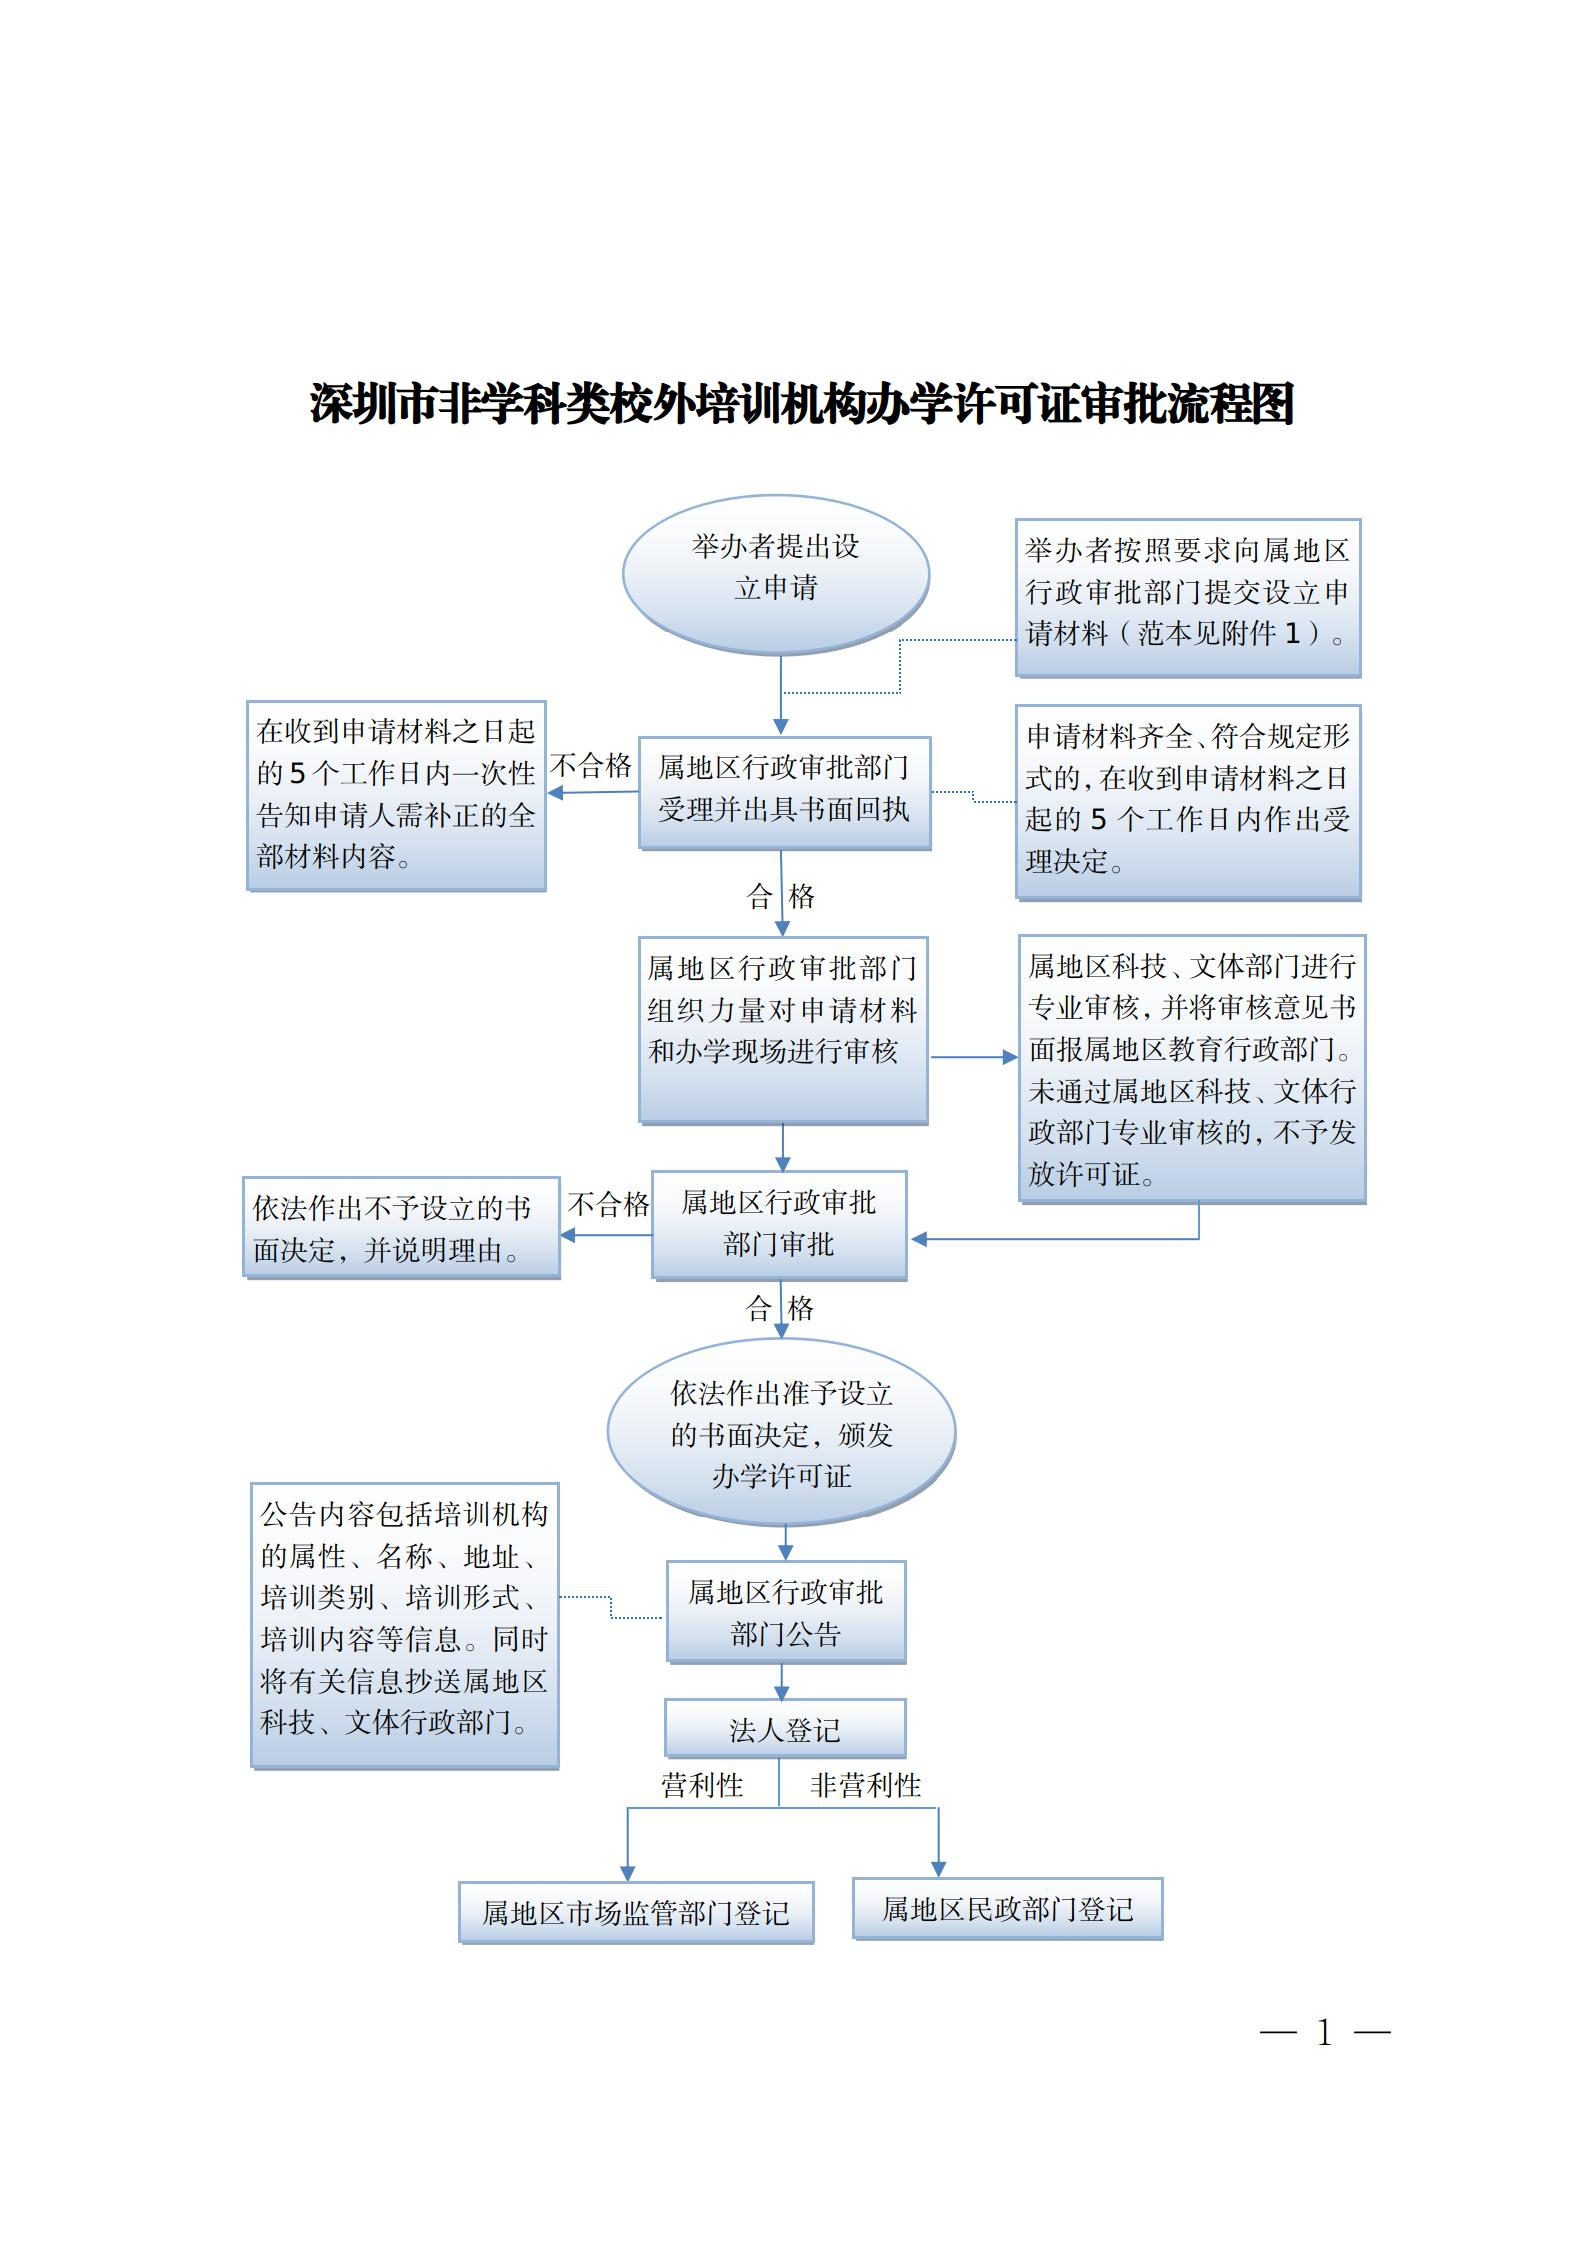 深圳市非学科类校外培训机构办学许可证审批流程图
举办者提出设
立申请
举办者按照要求向属地区
行政审批部门提交设立申
请材料（范本见附件1）。
在收到申请材料之日起
的5个工作日内一次性
告知申请人需补正的全
部材料内容。
不合格
属地区行政审批部门
受理并出具书面回执
申请材料齐全、符合规定形
式的，在收到申请材料之日
起的 5 个工作日内作出受
理决定。
合 格
属地区行政审批部门
组织力量对申请材料
和办学现场进行审核
属地区科技、文体部门进行
专业审核，并将审核意见书
面报属地区教育行政部门。
未通过属地区科技、文体行
政部门专业审核的，不予发
放许可证。
依法作出不予设立的书
面决定，并说明理由。
不合格
属地区行政审批
部门审批
合 格
依法作出准予设立
的书面决定，颁发
办学许可证
公告内容包括培训机构
的属性、名称、地址、
培训类别、培训形式、
培训内容等信息。同时
将有关信息抄送属地区
科技、文体行政部门。
属地区行政审批
部门公告
法人登记
营利性
非营利性
属地区市场监管部门登记
属地区民政部门登记
— 1 —